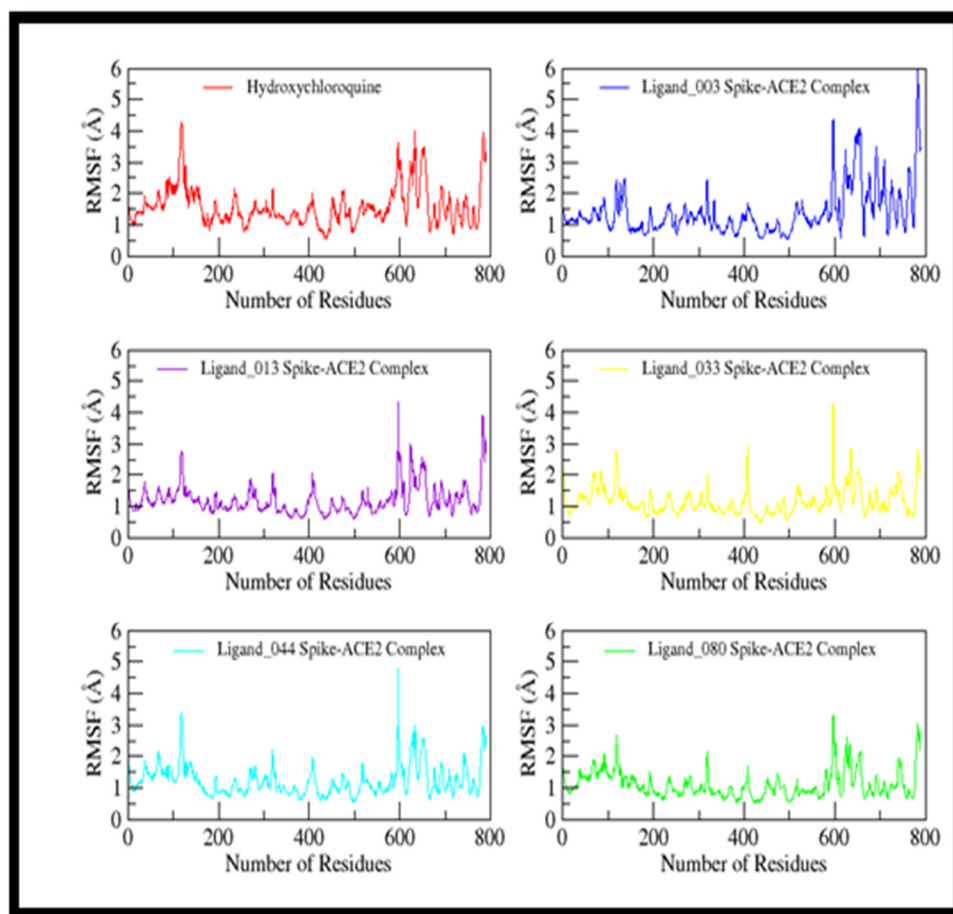 Hydroxychloroquine
RMSF (Å)
6
5
4
3
2
1
0
0 200 400 600 800
Number of Residues
Ligand_003 Spike-ACE2 Complex
RMSF (Å)
6
5
4
3
2
1
0
0 200 400 600 800
Number of Residues
Ligand_013 Spike-ACE2 Complex
RMSF (Å)
6
5
4
3
2
1
0
0 200 400 600 800
Number of Residues
Ligand_033 Spike-ACE2 Complex
RMSF (Å)
6
5
4
3
2
1
0
0 200 400 600 800
Number of Residues
Ligand_044 Spike-ACE2 Complex
RMSF (Å)
6
5
4
3
2
1
0
0 200 400 600 800
Number of Residues
Ligand_080 Spike-ACE2 Complex
RMSF (Å)
6
5
4
3
2
1
0
0 200 400 600 800
Number of Residues